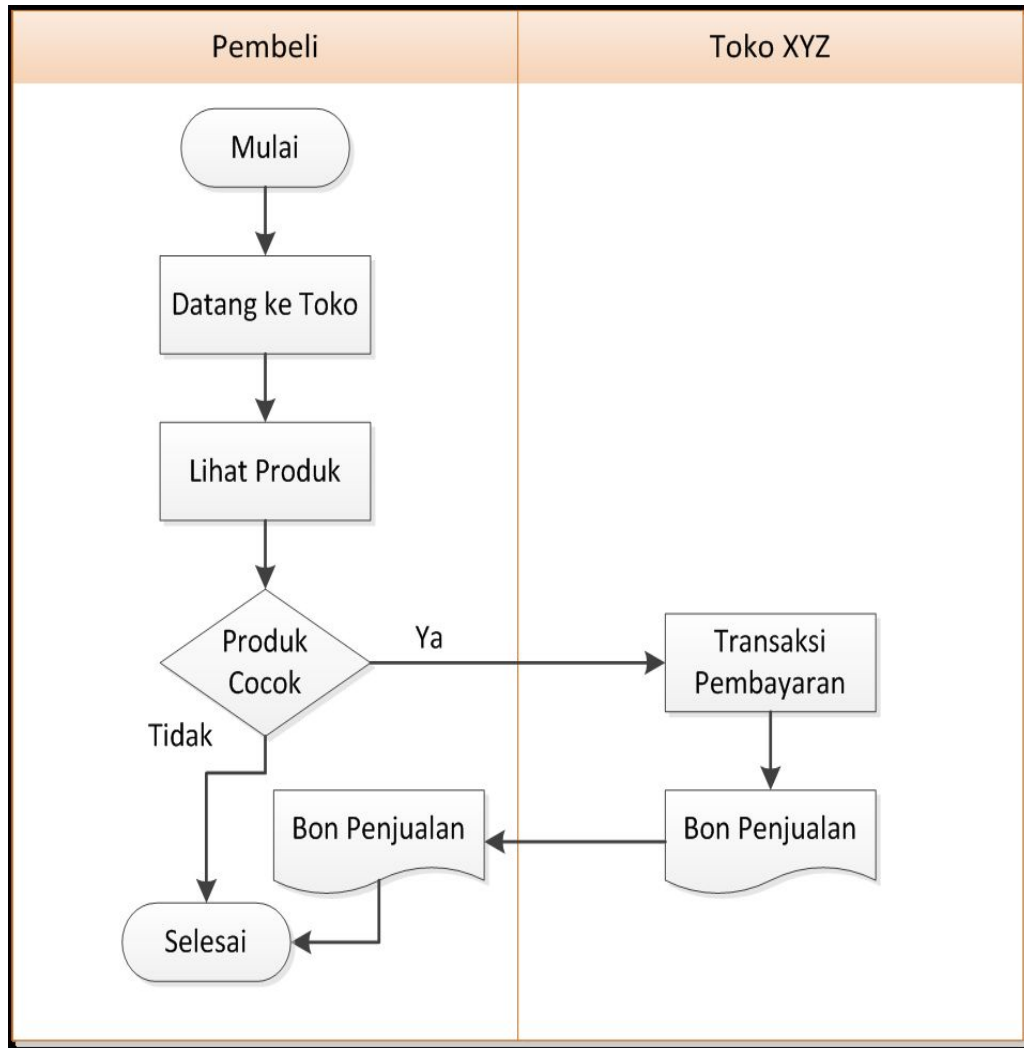 Pembeli
Toko XYZ
Mulai
Datang ke Toko
Lihat Produk
Produk
Cocok
Ya
Tidak
Transaksi
Pembayaran
Bon Penjualan
Bon Penjualan
Selesai